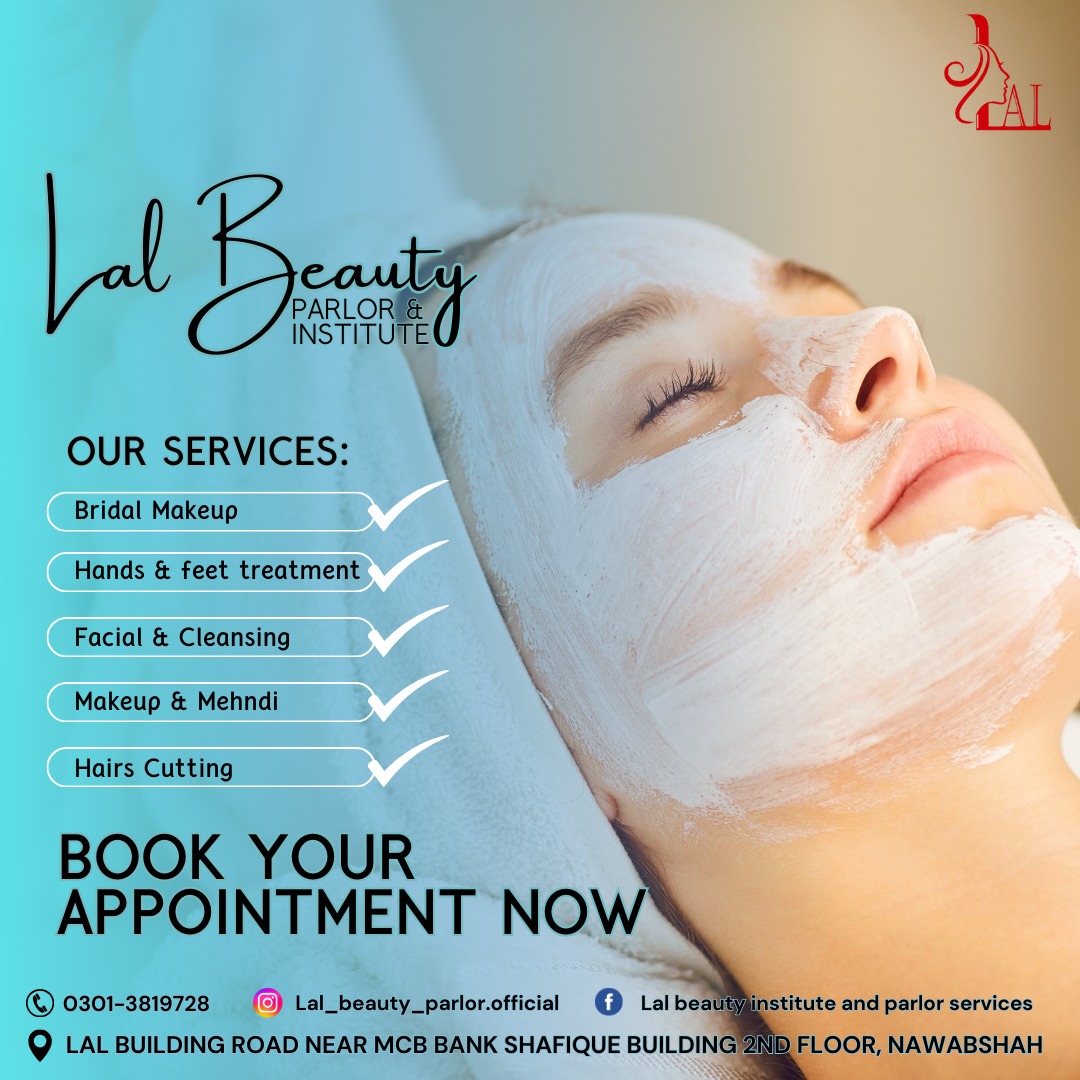 LAL
Lal Beauty
PARLOR &
INSTITUTE
OUR SERVICES:
Bridal Makeup
Hands & feet treatment
Facial & Cleansing
Makeup & Mehndi
Hairs Cutting
BOOK YOUR
APPOINTMENT NOW
0301-3819728 Lal_beauty_parlor.official Lal beauty institute and parlor services
LAL BUILDING ROAD NEAR MCB BANK SHAFIQUE BUILDING 2ND FLOOR, NAWABSHAH